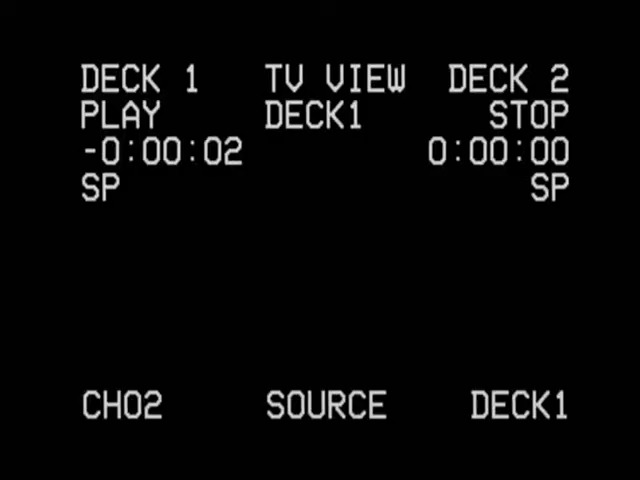 DECK 1 TV VIEW DECK 2
PLAY DECK1 STOP
-0:00:02 0:00:00
SP SP
CH02 SOURCE DECK1